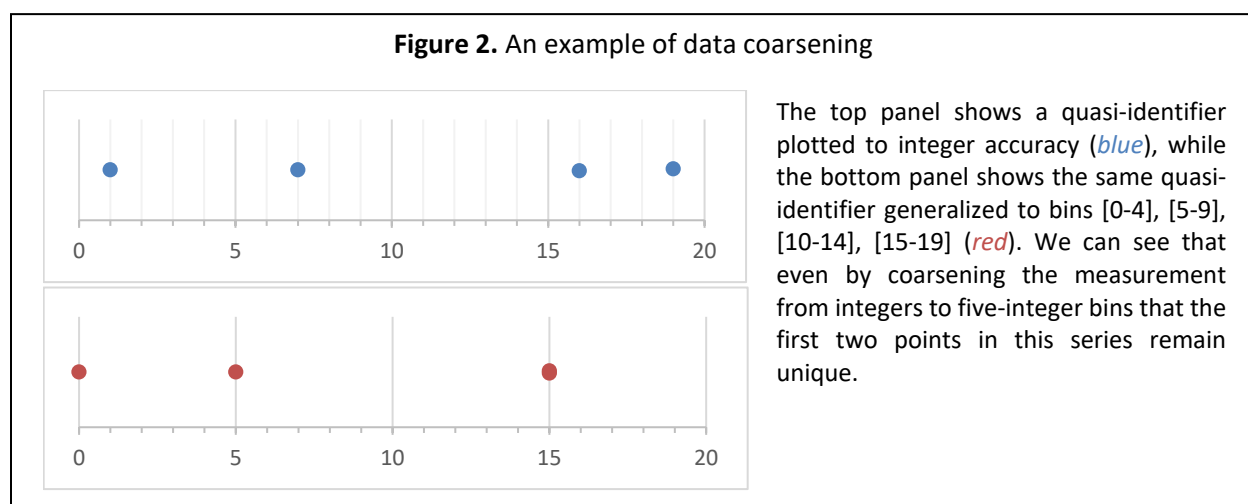 Figure 2. An example of data coarsening
0 5 10 15 20
0 5 10 15 20
The top panel shows a quasi-identifier
plotted to integer accuracy (blue), while
the bottom panel shows the same quasi-
identifier generalized to bins [0-4], [5-9],
[10-14], [15-19] (red). We can see that
even by coarsening the measurement
from integers to five-integer bins that the
first two points in this series remain
unique.